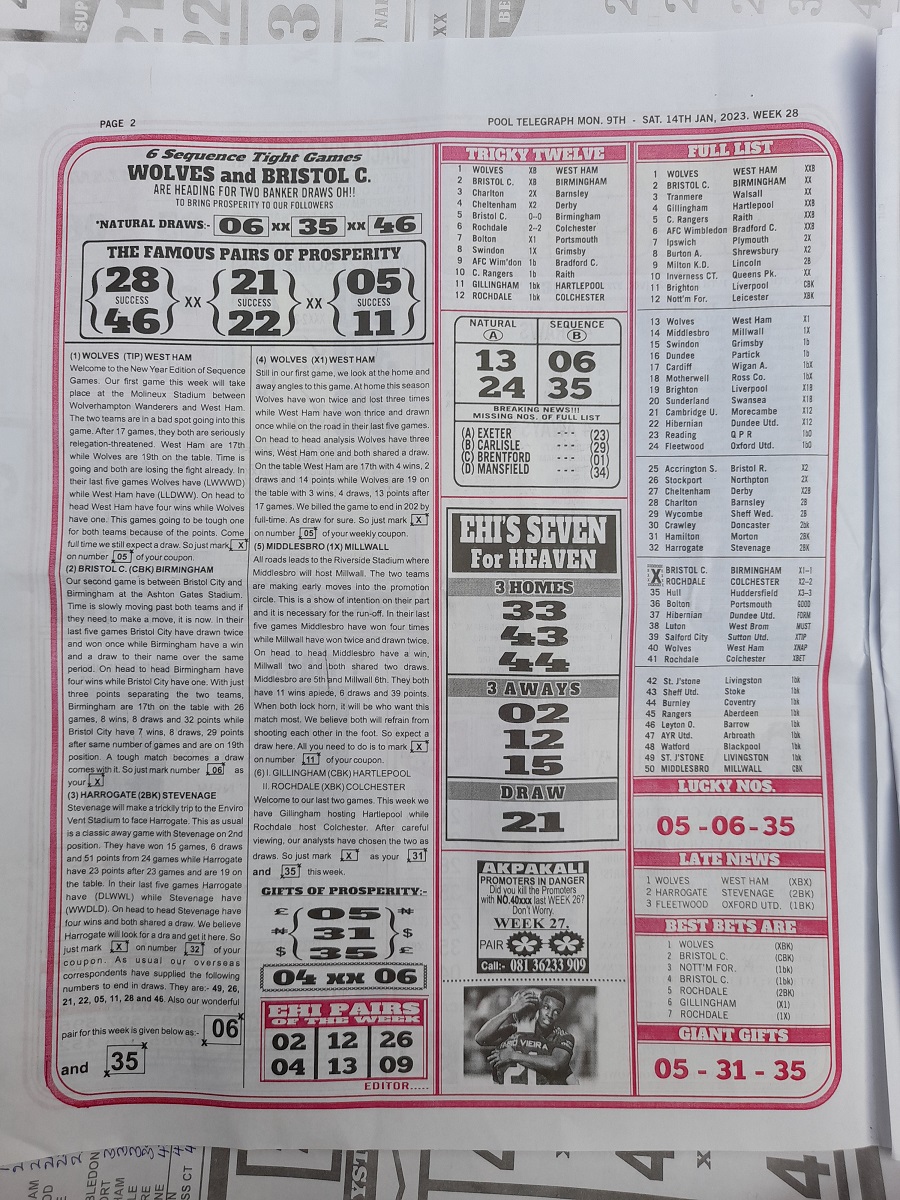 PAGE 2
POOL TELEGRAPH MON. 9TH - SAT. 14TH JAN, 2023. WEEK 28
6 Sequence Tight Games
WOLVES and BRISTOL C.
ARE HEADING FOR TWO BANKER DRAWS OH!!
TO BRING PROSPERITY TO OUR FOLLOWERS
*NATURAL DRAWS:- 06 xx 35 xx 46
THE FAMOUS PAIRS OF PROSPERITY
28 21 05
SUCCESS XX SUCCESS XX SUCCESS
46 22 11
(1) WOLVES (TIP) WEST HAM
Welcome to the New Year Edition of Sequence
Games. Our first game this week will take
place at the Molineux Stadium between
Wolverhampton Wanderers and West Ham.
The two teams are in a bad spot going into this
game. After 17 games, they both are seriously
relegation-threatened. West Ham are 17th
while Wolves are 19th on the table. Time is
going and both are losing the fight already. In
their last five games Wolves have (LWWWD)
while West Ham have (LLDWW). On head to
head West Ham have four wins while Wolves
have one. This games going to be tough one
for both teams because of the points. Come
full time we still expect a draw. So just mark X
on number 05 of your coupon.
(2) BRISTOL C. (CBK) BIRMINGHAM
Our second game is between Bristol City and
Birmingham at the Ashton Gates Stadium.
Time is slowly moving past both teams and if
they need to make a move, it is now. In their
last five games Bristol City have drawn twice
and won once while Birmingham have a win
and a draw to their name over the same
period. On head to head Birmingham have
four wins while Bristol City have one. With just
three points separating the two teams,
Birmingham are 17th on the table with 26
games, 8 wins, 8 draws and 32 points while
Bristol City have 7 wins, 8 draws, 29 points
after same number of games and are on 19th
position. A tough match becomes a draw
comes with it. So just mark number 06 as
your X
(3) HARROGATE (2BK) STEVENAGE
Stevenage will make a trickily trip to the Enviro
Vent Stadium to face Harrogate. This as usual
is a classic away game with Stevenage on 2nd
position. They have won 15 games, 6 draws
and 51 points from 24 games while Harrogate
have 23 points after 23 games and are 19 on
the table. In their last five games Harrogate
have (DLWWL) while Stevenage have
(WWDLD). On head to head Stevenage have
four wins and both shared a draw. We believe
Harrogate will look for a dra and get it here. So
just mark X on number 32 of your
coupon. As usual our overseas
correspondents have supplied the following
numbers to end in draws. They are:- 49, 26,
21, 22, 05, 11, 28 and 46. Also our wonderful
pair for this week is given below as:- 06
and 35
(4) WOLVES (X1) WEST HAM
Still in our first game, we look at the home and
away angles to this game. At home this season
Wolves have won twice and lost three times
while West Ham have won thrice and drawn
once while on the road in their last five games.
On head to head analysis Wolves have three
wins, West Ham one and both shared a draw.
On the table West Ham are 17th with 4 wins, 2
draws and 14 points while Wolves are 19 on
the table with 3 wins, 4 draws, 13 points after
17 games. We billed the game to end in 202 by
full-time. As draw for sure. So just mark X
on number 05 of your weekly coupon.
(5) MIDDLESBRO (1X) MILLWALL
All roads leads to the Riverside Stadium where
Middlesbro will host Millwall. The two teams
are making early moves into the promotion
circle. This is a show of intention on their part
and it is necessary for the run-off. In their last
five games Middlesbro have won four times
while Millwall have won twice and drawn twice.
On head to head Middlesbro have a win,
Millwall two and both shared two draws.
Middlesbro are 5th and Millwall 6th. They both
have 11 wins apiece, 6 draws and 39 points.
When both lock horn, it will be who want this
match most. We believe both will refrain from
shooting each other in the foot. So expect a
draw here. All you need to do is to mark X
on number 11 of your coupon.
(6) I. GILLINGHAM (CBK) HARTLEPOOL
II. ROCHDALE (XBK) COLCHESTER
Welcome to our last two games. This week we
have Gillingham hosting Hartlepool while
Rochdale host Colchester. After careful
viewing, our analysts have chosen the two as
draws. So just mark X as your 31
and 35 this week.
GIFTS OF PROSPERITY:-
£ 05 ₦
₦ 31 $
$ 35 £
04 xx 06
EHI PAIRS
OF THE WEEK
02 12 26
04 13 09
EDITOR.....
TRICKY TWELVE
1 WOLVES XB WEST HAM
2 BRISTOL C. XB BIRMINGHAM
3 Charlton 2X Barnsley
4 Cheltenham X2 Derby
5 Bristol C. 0--0 Birmingham
6 Rochdale 2--2 Colchester
7 Bolton X1 Portsmouth
8 Swindon 1X Grimsby
9 AFC Wim'don 1b Bradford C.
10 C. Rangers 1b Raith
11 GILLINGHAM 1bk HARTLEPOOL
12 ROCHDALE 1bk COLCHESTER
NATURAL SEQUENCE
A B
13 06
24 35
BREAKING NEWS!!!
MISSING NOS. OF FULL LIST
(A) EXETER --- (23)
(B) CARLISLE --- (29)
(C) BRENTFORD --- (01)
(D) MANSFIELD --- (34)
EHI'S SEVEN
For HEAVEN
3 HOMES
33
43
44
3 AWAYS
02
12
15
DRAW
21
AKPAKALI
PROMOTERS IN DANGER
Did you kill the Promoters
with NO.40xxx last WEEK 26?
Don't Worry.
WEEK 27.
PAIR
Call:- 081 36233 909
VIEIRA
21
FULL LIST
1 WOLVES WEST HAM XXB
2 BRISTOL C. BIRMINGHAM XX
3 Tranmere Walsall XX
4 Gillingham Hartlepool XXB
5 C. Rangers Raith XXB
6 AFC Wimbledon Bradford C. XXB
7 Ipswich Plymouth 2X
8 Burton A. Shrewsbury X2
9 Milton K.D. Lincoln 2B
10 Inverness CT. Queens Pk. XX
11 Brighton Liverpool CBK
12 Nott'm For. Leicester XBK
13 Wolves West Ham X1
14 Middlesbro Millwall 1X
15 Swindon Grimsby 1b
16 Dundee Partick 1b
17 Cardiff Wigan A. 1bX
18 Motherwell Ross Co. 1bX
19 Brighton Liverpool X1B
20 Sunderland Swansea X1B
21 Cambridge U. Morecambe X12
22 Hibernian Dundee Utd. X12
23 Reading Q P R 1b0
24 Fleetwood Oxford Utd. 1b0
25 Accrington S. Bristol R. X2
26 Stockport Northpton 2X
27 Cheltenham Derby X2B
28 Charlton Barnsley 2B
29 Wycombe Sheff Wed. 2B
30 Crawley Doncaster 2bk
31 Hamilton Morton 2BK
32 Harrogate Stevenage 2BK
X BRISTOL C. BIRMINGHAM X1--1
ROCHDALE COLCHESTER X2--2
35 Hull Huddersfield X3--3
36 Bolton Portsmouth GOOD
37 Hibernian Dundee Utd. FORM
38 Luton West Brom MUST
39 Salford City Sutton Utd. XTIP
40 Wolves West Ham XNAP
41 Rochdale Colchester XBET
42 St. J'stone Livingston 1bk
43 Sheff Utd. Stoke 1bk
44 Burnley Coventry 1bk
45 Rangers Aberdeen 1bk
46 Leyton O. Barrow 1bk
47 AYR Utd. Arbroath 1bk
48 Watford Blackpool 1bk
49 ST. J'STONE LIVINGSTON 1bk
50 MIDDLESBRO MILLWALL CBK
LUCKY NOS.
05 - 06 - 35
LATE NEWS
1 WOLVES WEST HAM (XBX)
2 HARROGATE STEVENAGE (2BK)
3 FLEETWOOD OXFORD UTD. (1BK)
BEST BETS ARE
1 WOLVES (XBK)
2 BRISTOL C. (CBK)
3 NOTT'M FOR. (1bk)
4 BRISTOL C. (1bk)
5 ROCHDALE (2BK)
6 GILLINGHAM (X1)
7 ROCHDALE (1X)
GIANT GIFTS
05 - 31 - 35